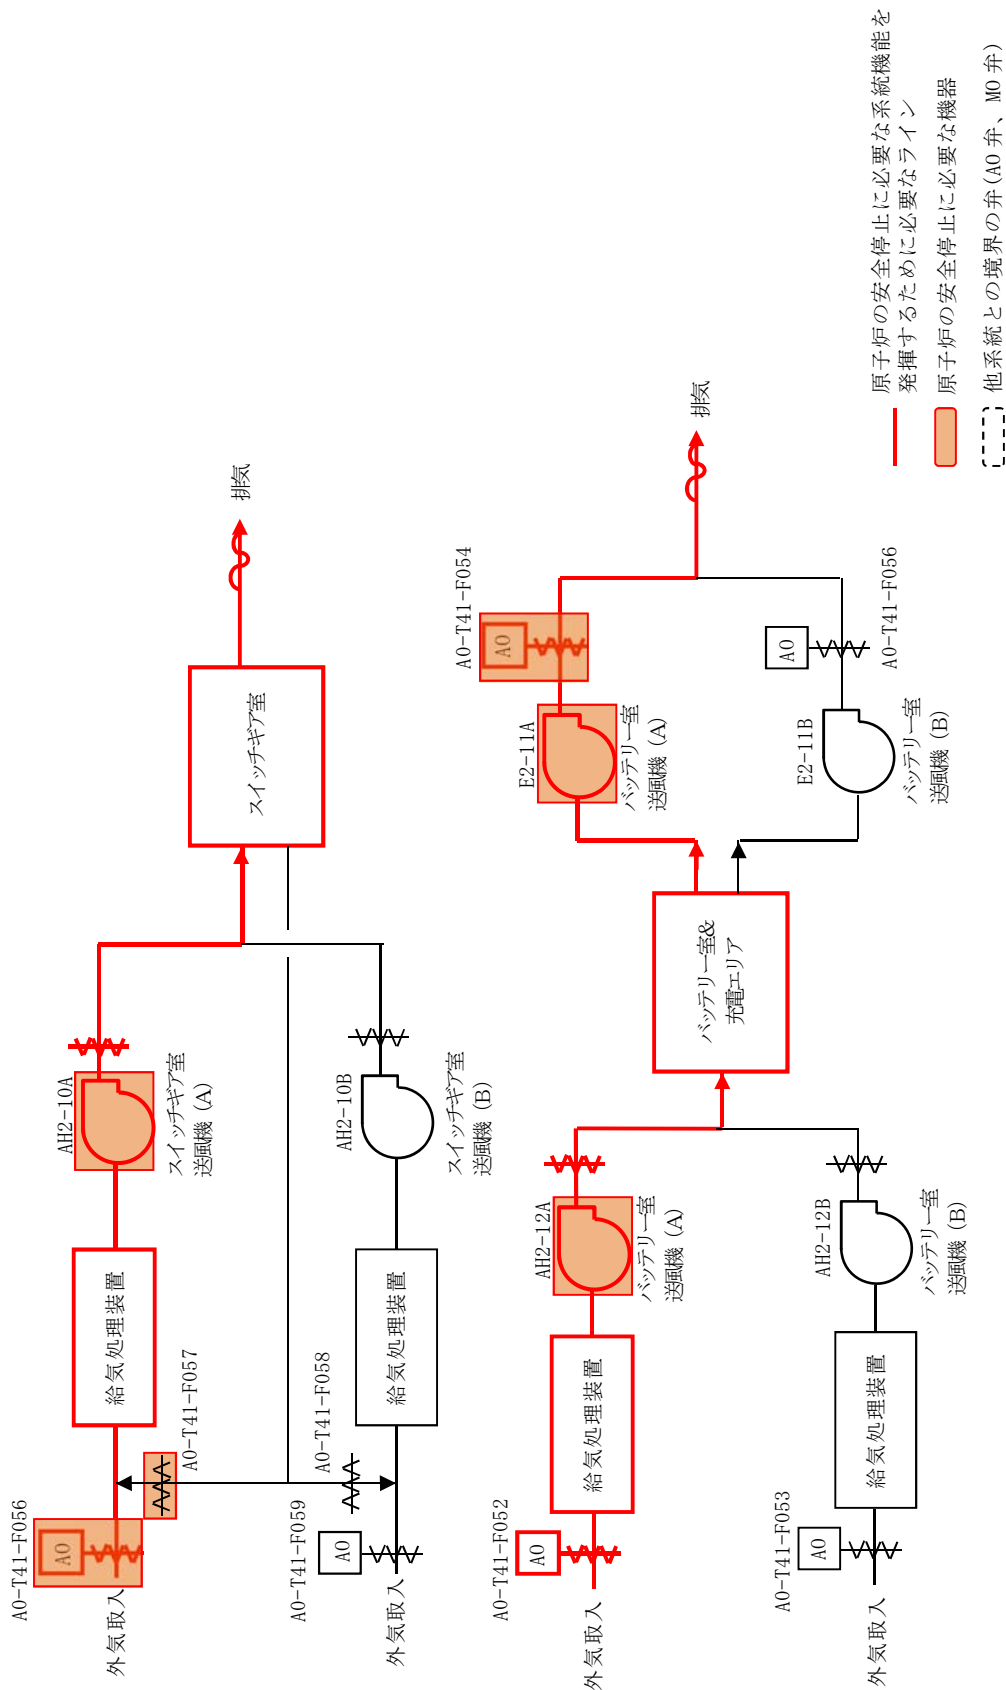 AO-T41-F056
AO
外気取入
AO-T41-F057
給気処理装置
AH2-10A
スイッチギア室
送風機 (A)
スイッチギア室
排気
AO-T41-F059
AO
外気取入
AO-T41-F058
給気処理装置
AH2-10B
スイッチギア室
送風機 (B)
AO-T41-F052
AO
外気取入
給気処理装置
AH2-12A
バッテリー室
送風機 (A)
バッテリー室&
充電エリア
E2-11A
バッテリー室
送風機 (A)
AO-T41-F054
AO
排気
AO-T41-F053
AO
外気取入
給気処理装置
AH2-12B
バッテリー室
送風機 (B)
E2-11B
バッテリー室
送風機 (B)
AO
AO-T41-F056
原子炉の安全停止に必要な系統機能を
発揮するために必要なライン
原子炉の安全停止に必要な機器
他系統との境界の弁(AO 弁、MO 弁)